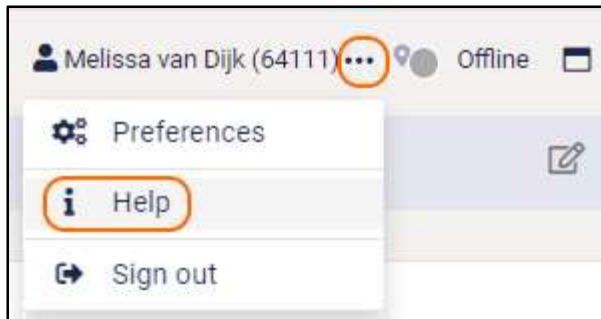 Melissa van Dijk (64111) ••• Offline
Preferences
i Help
Sign out